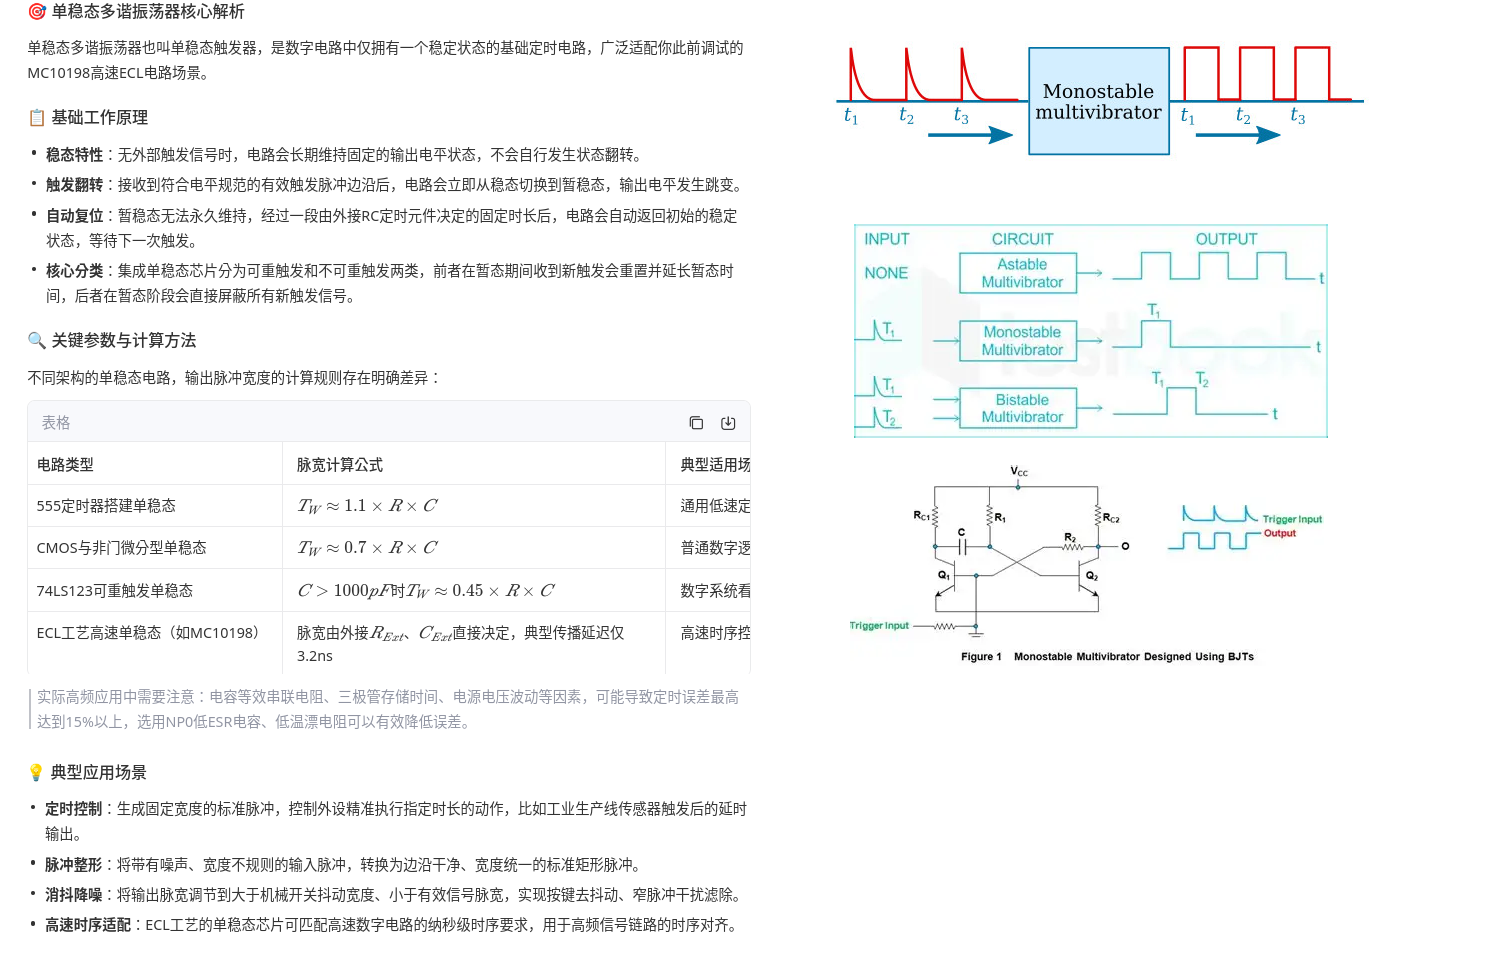 🎯 单稳态多谐振荡器核心解析
单稳态多谐振荡器也叫单稳态触发器，是数字电路中仅拥有一个稳定状态的基础定时电路，广泛适配你此前调试的
MC10198高速ECL电路场景。
📋 基础工作原理
• 稳态特性：无外部触发信号时，电路会长期维持固定的输出电平状态，不会自行发生状态翻转。
• 触发翻转：接收到符合电平规范的有效触发脉冲边沿后，电路会立即从稳态切换到暂稳态，输出电平发生跳变。
• 自动复位：暂稳态无法永久维持，经过一段由外接RC定时元件决定的固定时长后，电路会自动返回初始的稳定
状态，等待下一次触发。
• 核心分类：集成单稳态芯片分为可重触发和不可重触发两类，前者在暂态期间收到新触发会重置并延长暂态时
间，后者在暂态阶段会直接屏蔽所有新触发信号。
🔍 关键参数与计算方法
不同架构的单稳态电路，输出脉冲宽度的计算规则存在明确差异：
表格
电路类型 脉宽计算公式 典型适用场
555定时器搭建单稳态 T_W ≈ 1.1 × R × C 通用低速定
CMOS与非门微分型单稳态 T_W ≈ 0.7 × R × C 普通数字逻
74LS123可重触发单稳态 C > 1000pF时T_W ≈ 0.45 × R × C 数字系统看
ECL工艺高速单稳态（如MC10198） 脉宽由外接R_Ext、C_Ext直接决定，典型传播延迟仅 高速时序控
3.2ns
实际高频应用中需要注意：电容等效串联电阻、三极管存储时间、电源电压波动等因素，可能导致定时误差最高
达到15%以上，选用NP0低ESR电容、低温漂电阻可以有效降低误差。
💡 典型应用场景
• 定时控制：生成固定宽度的标准脉冲，控制外设精准执行指定时长的动作，比如工业生产线传感器触发后的延时
输出。
• 脉冲整形：将带有噪声、宽度不规则的输入脉冲，转换为边沿干净、宽度统一的标准矩形脉冲。
• 消抖降噪：将输出脉宽调节到大于机械开关抖动宽度、小于有效信号脉宽，实现按键去抖动、窄脉冲干扰滤除。
• 高速时序适配：ECL工艺的单稳态芯片可匹配高速数字电路的纳秒级时序要求，用于高频信号链路的时序对齐。
Monostable
multivibrator
t1 t2 t3 t1 t2 t3
INPUT CIRCUIT OUTPUT
NONE Astable
Multivibrator t
T1 Monostable
Multivibrator T1 t
T1 T2 Bistable
Multivibrator T1 T2 t
testbook
VCC
RC1 R1 RC2
C R2 O
Q1 Q2
Trigger Input
Trigger Input
Output
Figure 1 Monostable Multivibrator Designed Using BJTs